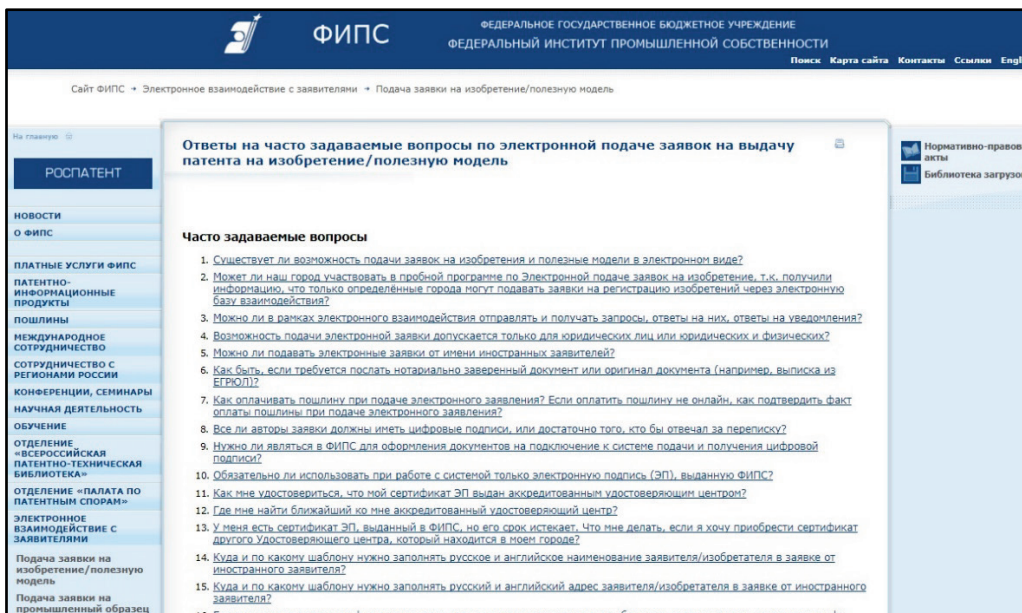 ФИПС
ФЕДЕРАЛЬНОЕ ГОСУДАРСТВЕННОЕ БЮДЖЕТНОЕ УЧРЕЖДЕНИЕ
ФЕДЕРАЛЬНЫЙ ИНСТИТУТ ПРОМЫШЛЕННОЙ СОБСТВЕННОСТИ
Поиск Карта сайта Контакты Ссылки Engl
Сайт ФИПС → Электронное взаимодействие с заявителями → Подача заявки на изобретение/полезную модель
На главную
РОСПАТЕНТ
НОВОСТИ
О ФИПС
ПЛАТНЫЕ УСЛУГИ ФИПС
ПАТЕНТНО-
ИНФОРМАЦИОННЫЕ
ПРОДУКТЫ
ПОШЛИНЫ
МЕЖДУНАРОДНОЕ
СОТРУДНИЧЕСТВО
СОТРУДНИЧЕСТВО С
РЕГИОНАМИ РОССИИ
КОНФЕРЕНЦИИ, СЕМИНАРЫ
НАУЧНАЯ ДЕЯТЕЛЬНОСТЬ
ОБУЧЕНИЕ
ОТДЕЛЕНИЕ
«ВСЕРОССИЙСКАЯ
ПАТЕНТНО-ТЕХНИЧЕСКАЯ
БИБЛИОТЕКА»
ОТДЕЛЕНИЕ «ПАЛАТА ПО
ПАТЕНТНЫМ СПОРАМ»
ЭЛЕКТРОННОЕ
ВЗАИМОДЕЙСТВИЕ С
ЗАЯВИТЕЛЯМИ
Подача заявки на
изобретение/полезную
модель
Подача заявки на
промышленный образец
Ответы на часто задаваемые вопросы по электронной подаче заявок на выдачу
патента на изобретение/полезную модель
Часто задаваемые вопросы
1. Существует ли возможность подачи заявок на изобретения и полезные модели в электронном виде?
2. Может ли наш город участвовать в пробной программе по Электронной подаче заявок на изобретение, т.к. получили
информацию, что только определённые города могут подавать заявки на регистрацию изобретений через электронную
базу взаимодействия?
3. Можно ли в рамках электронного взаимодействия отправлять и получать запросы, ответы на них, ответы на уведомления?
4. Возможность подачи электронной заявки допускается только для юридических лиц или юридических и физических?
5. Можно ли подавать электронные заявки от имени иностранных заявителей?
6. Как быть, если требуется послать нотариально заверенный документ или оригинал документа (например, выписка из
ЕГРЮЛ)?
7. Как оплачивать пошлину при подаче электронного заявления? Если оплатить пошлину не онлайн, как подтвердить факт
оплаты пошлины при подаче электронного заявления?
8. Все ли авторы заявки должны иметь цифровые подписи, или достаточно того, кто бы отвечал за переписку?
9. Нужно ли являться в ФИПС для оформления документов на подключение к системе подачи и получения цифровой
подписи?
10. Обязательно ли использовать при работе с системой только электронную подпись (ЭП), выданную ФИПС?
11. Как мне удостовериться, что мой сертификат ЭП выдан аккредитованным удостоверяющим центром?
12. Где мне найти ближайший ко мне аккредитованный удостоверяющий центр?
13. У меня есть сертификат ЭП, выданный в ФИПС, но его срок истекает. Что мне делать, если я хочу приобрести сертификат
другого Удостоверяющего центра, который находится в моем городе?
14. Куда и по какому шаблону нужно заполнять русское и английское наименование заявителя/изобретателя в заявке от
иностранного заявителя?
15. Куда и по какому шаблону нужно заполнять русский и английский адрес заявителя/изобретателя в заявке от иностранного
заявителя?
Нормативно-правов
акты
Библиотека загрузо